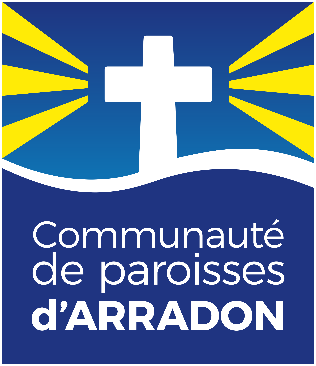 Communauté
de paroisses
d'ARRADON